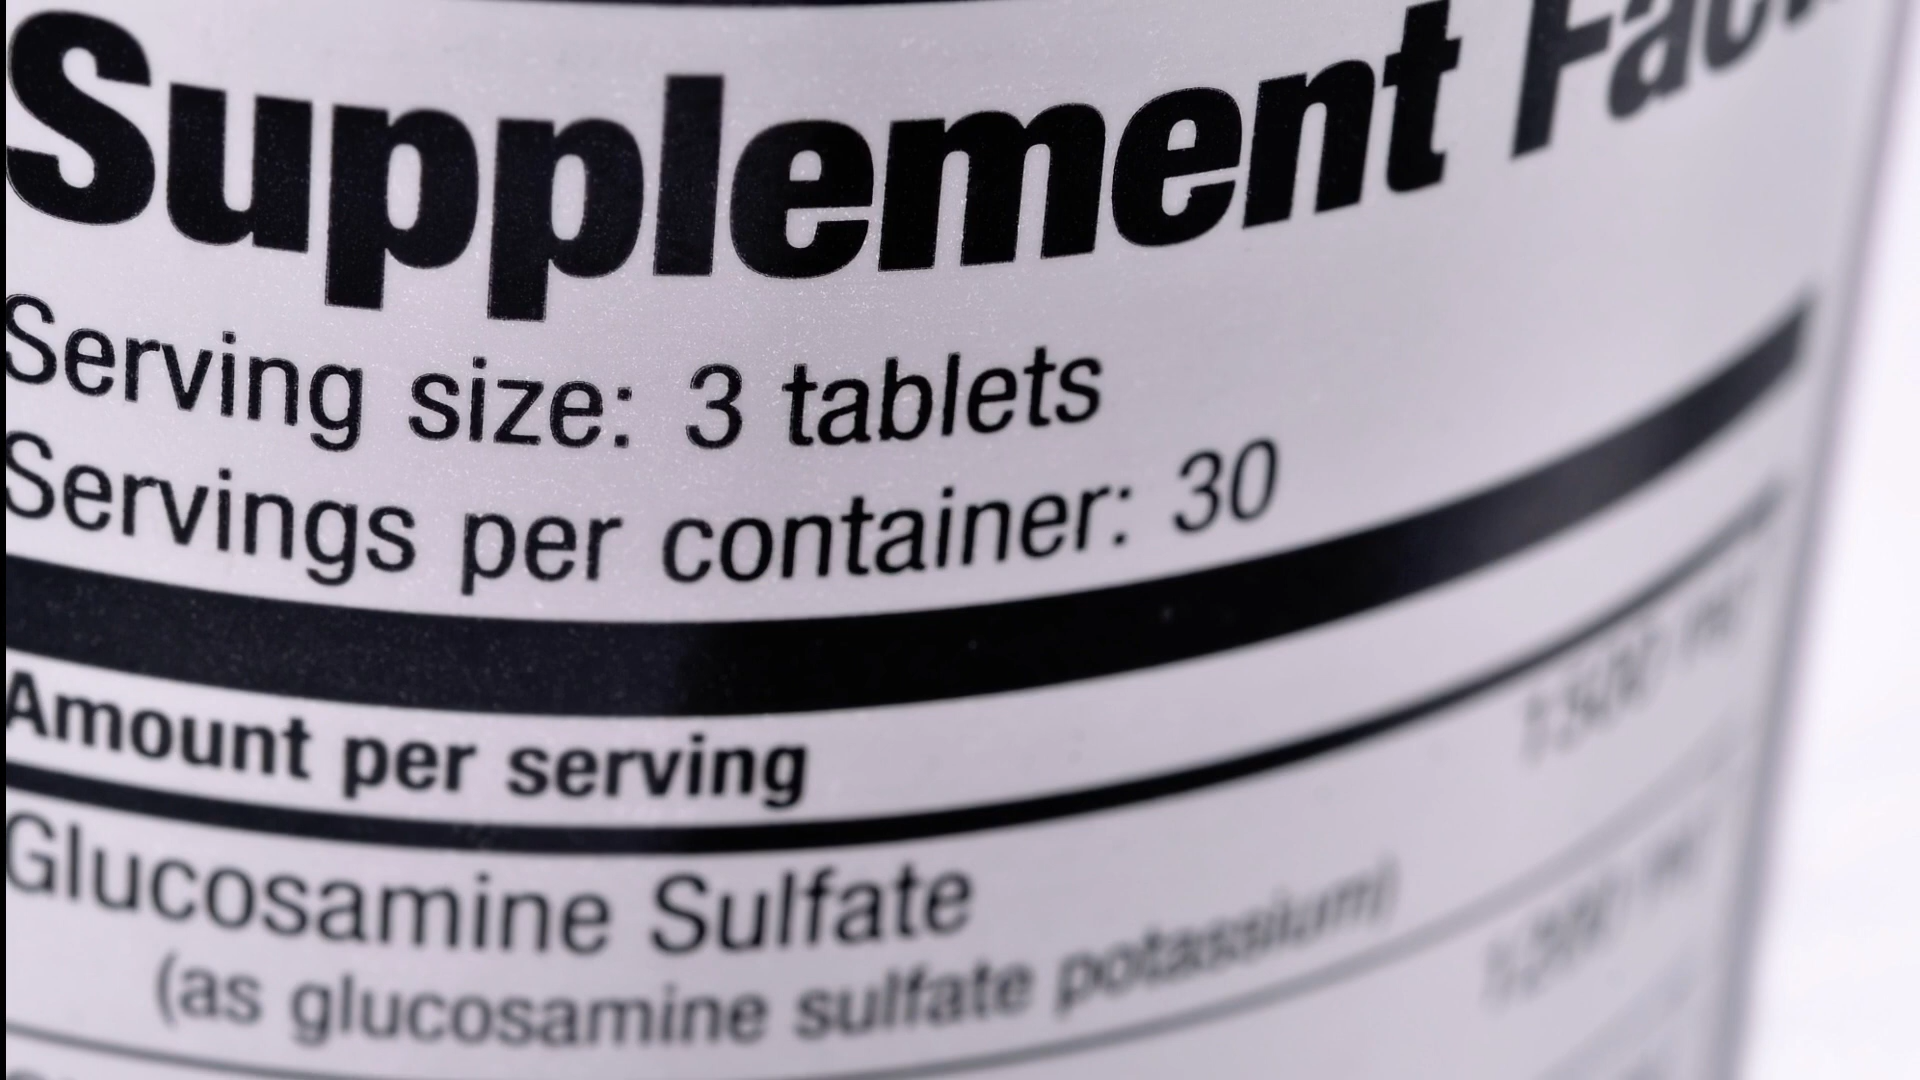 Supplement Fac
Serving size: 3 tablets
Servings per container: 30
Amount per serving
Glucosamine Sulfate
(as glucosamine sulfate potassium)